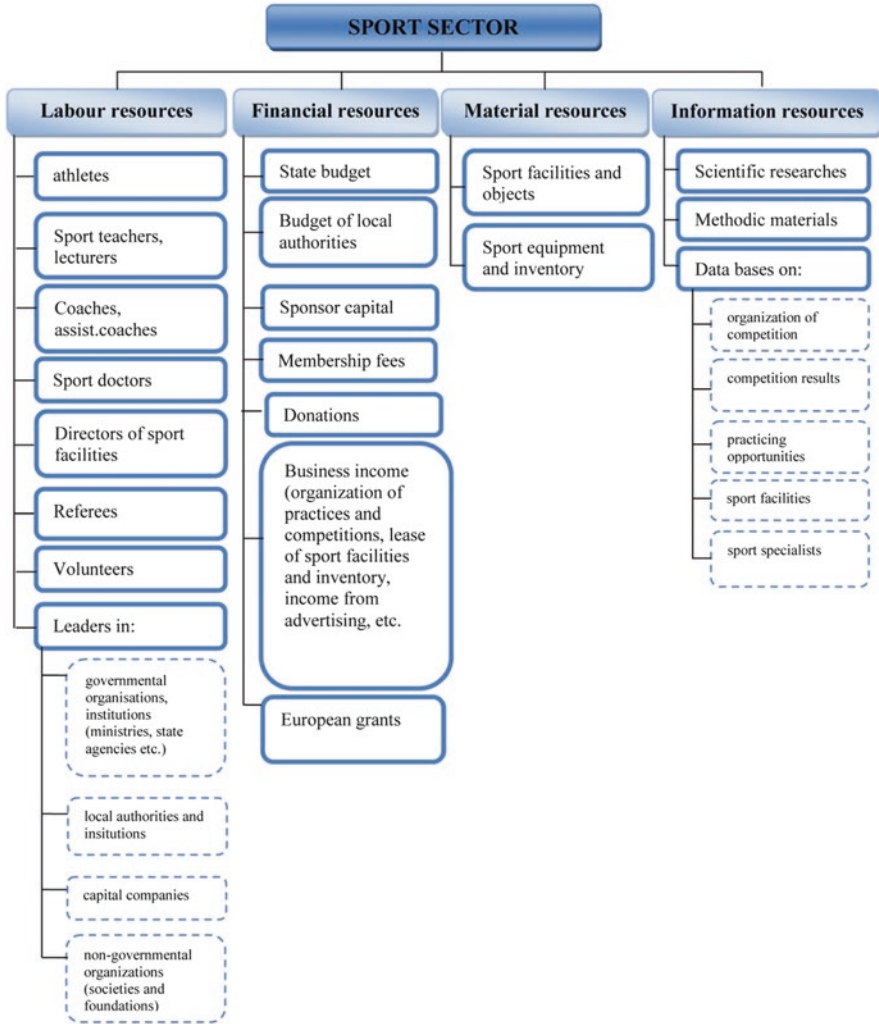 SPORT SECTOR
Labour resources
athletes
Sport teachers,
lecturers
Coaches,
assist.coaches
Sport doctors
Directors of sport
facilities
Referees
Volunteers
Leaders in:
governmental
organisations,
institutions
(ministries, state
agencies etc.)
local authorities and
insitutions
capital companies
non-governmental
organizations
(societies and
foundations)
Financial resources
State budget
Budget of local
authorities
Sponsor capital
Membership fees
Donations
Business income
(organization of
practices and
competitions, lease
of sport facilities
and inventory,
income from
advertising, etc.
European grants
Material resources
Sport facilities and
objects
Sport equipment
and inventory
Information resources
Scientific researches
Methodic materials
Data bases on:
organization of
competition
competition results
practicing
opportunities
sport facilities
sport specialists